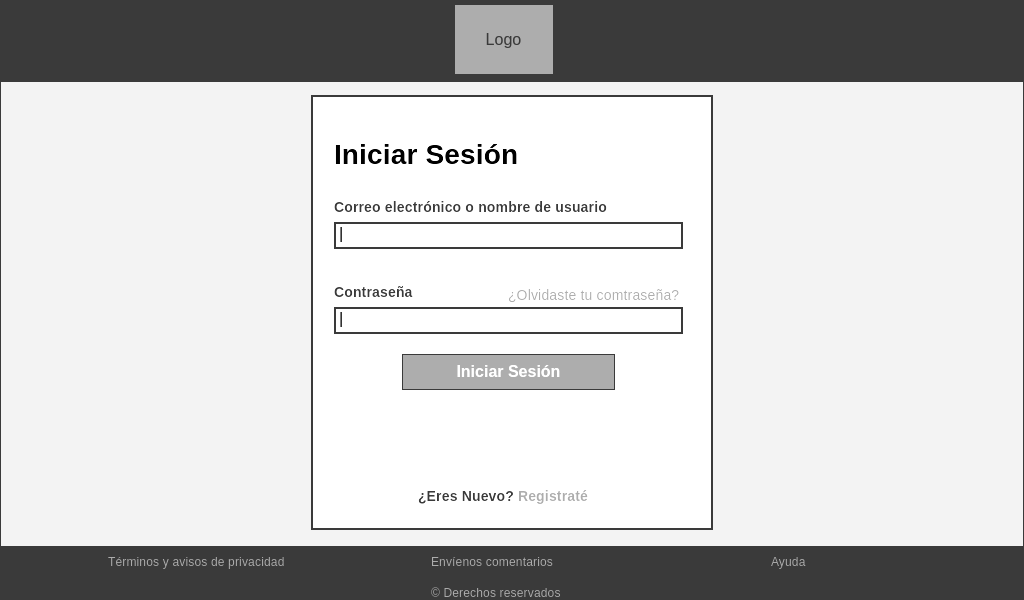 Logo
Iniciar Sesión
Correo electrónico o nombre de usuario
Contraseña
¿Olvidaste tu comtraseña?
Iniciar Sesión
¿Eres Nuevo? Registraté
Términos y avisos de privacidad
Envíenos comentarios
Ayuda
© Derechos reservados